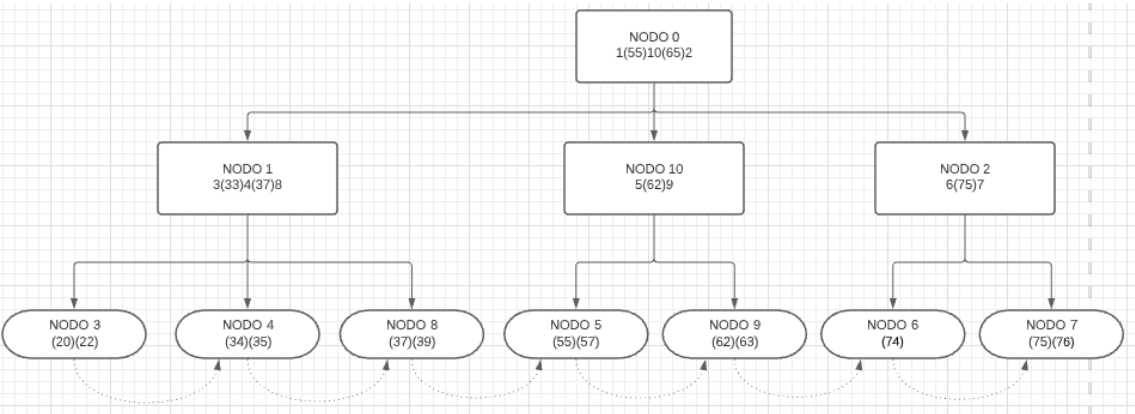 NODO 0
1(55)10(65)2
NODO 1
3(33)4(37)8
NODO 10
5(62)9
NODO 2
6(75)7
NODO 3
(20)(22)
NODO 4
(34)(35)
NODO 8
(37)(39)
NODO 5
(55)(57)
NODO 9
(62)(63)
NODO 6
(74)
NODO 7
(75)(76)